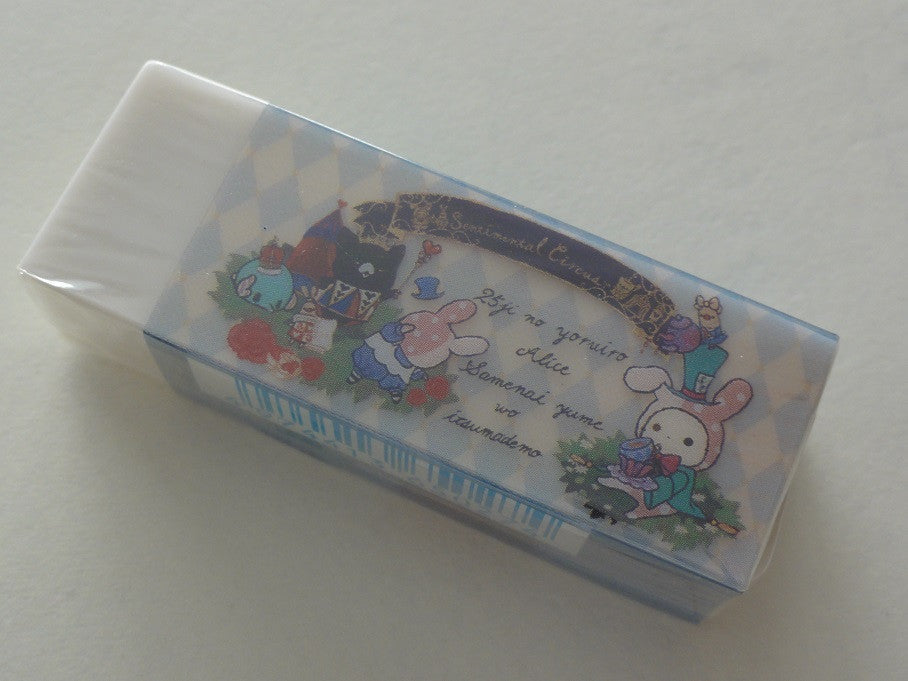 Sentimental Circus
25ji no yoruiro
Alice
Samenai yume
wo
itsumademo